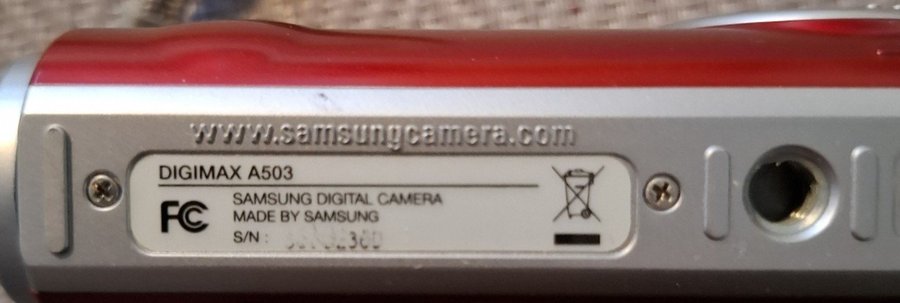 www.samsungcamera.com
DIGIMAX A503
FC
SAMSUNG DIGITAL CAMERA
MADE BY SAMSUNG
S/N :